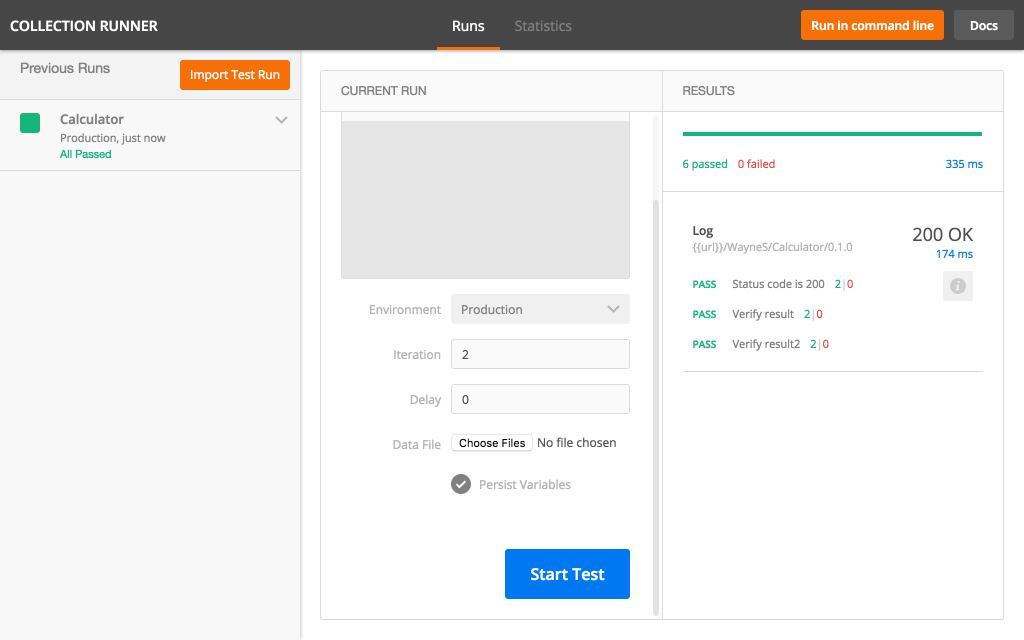 COLLECTION RUNNER
Runs
Statistics
Run in command line
Docs
Previous Runs
Import Test Run
Calculator
Production, just now
All Passed
CURRENT RUN
Environment
Production
Iteration
2
Delay
0
Data File
Choose Files No file chosen
Persist Variables
Start Test
RESULTS
6 passed 0 failed
335 ms
Log
{{url}}/WayneS/Calculator/0.1.0
200 OK
174 ms
PASS Status code is 200 2|0
PASS Verify result 2|0
PASS Verify result2 2|0